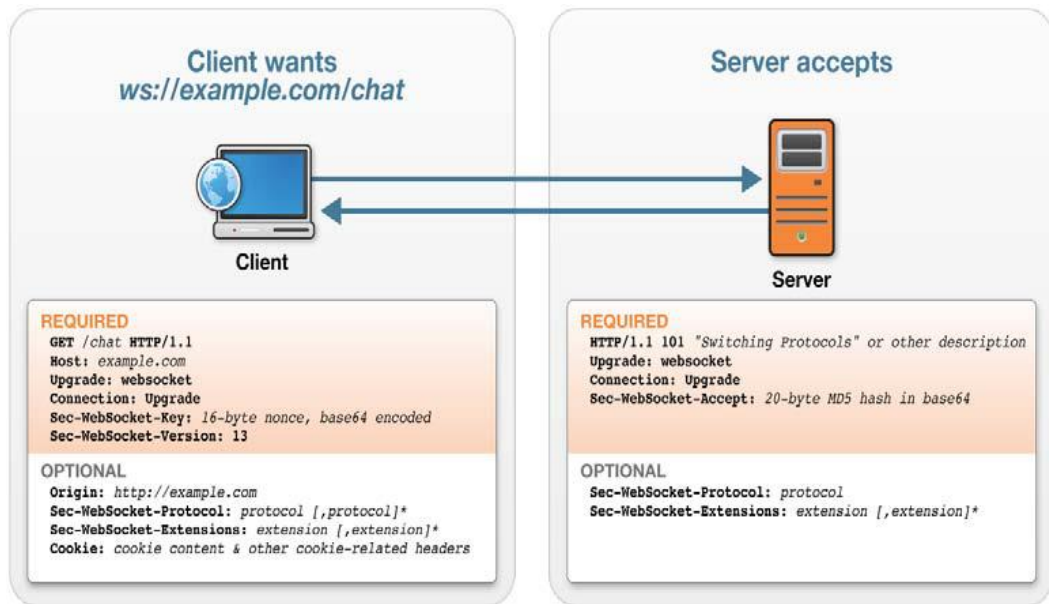 Client wants
ws://example.com/chat
Client
REQUIRED
GET /chat HTTP/1.1
Host: example.com
Upgrade: websocket
Connection: Upgrade
Sec-WebSocket-Key: 16-byte nonce, base64 encoded
Sec-WebSocket-Version: 13
OPTIONAL
Origin: http://example.com
Sec-WebSocket-Protocol: protocol [,protocol]*
Sec-WebSocket-Extensions: extension [,extension]*
Cookie: cookie content & other cookie-related headers
Server accepts
Server
REQUIRED
HTTP/1.1 101 "Switching Protocols" or other description
Upgrade: websocket
Connection: Upgrade
Sec-WebSocket-Accept: 20-byte MD5 hash in base64
OPTIONAL
Sec-WebSocket-Protocol: protocol
Sec-WebSocket-Extensions: extension [,extension]*